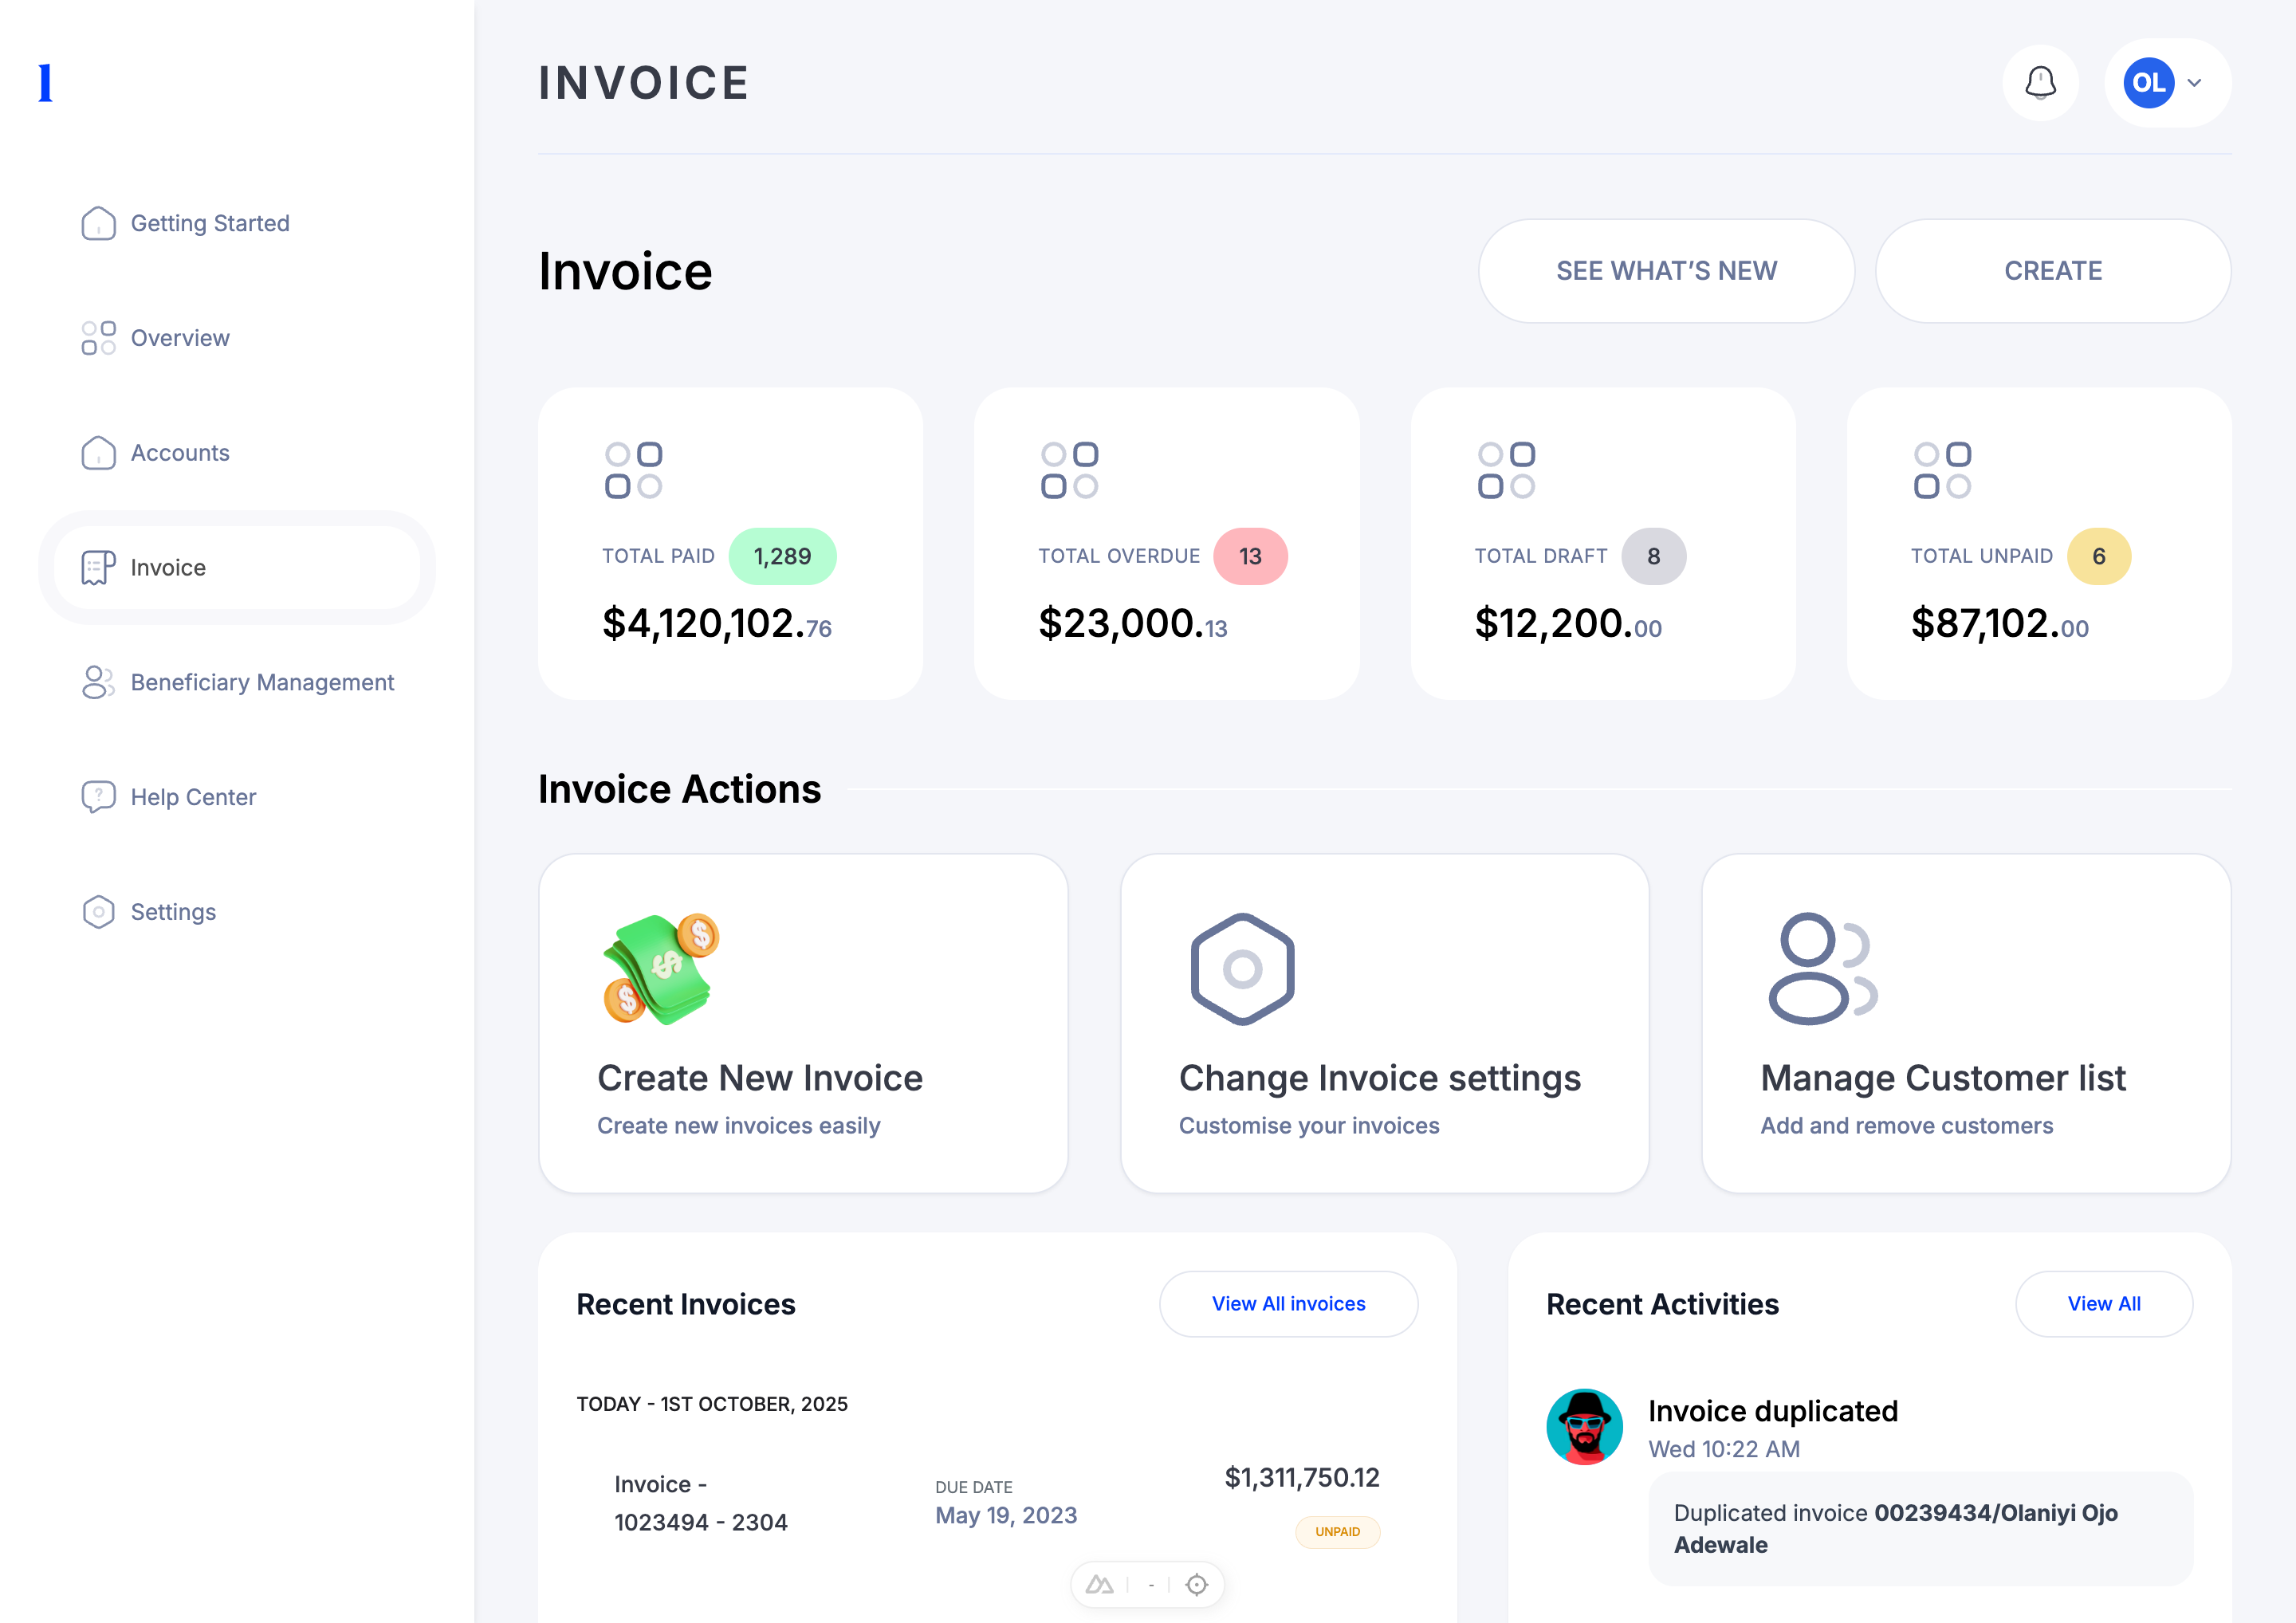 l
INVOICE
OL
Getting Started
Overview
Accounts
Invoice
Beneficiary Management
Help Center
Settings
Invoice
SEE WHAT’S NEW
CREATE
TOTAL PAID 1,289
$4,120,102.76
TOTAL OVERDUE 13
$23,000.13
TOTAL DRAFT 8
$12,200.00
TOTAL UNPAID 6
$87,102.00
Invoice Actions
Create New Invoice
Create new invoices easily
Change Invoice settings
Customise your invoices
Manage Customer list
Add and remove customers
Recent Invoices
View All invoices
TODAY - 1ST OCTOBER, 2025
Invoice -
1023494 - 2304
DUE DATE
May 19, 2023
$1,311,750.12
UNPAID
-
Recent Activities
View All
Invoice duplicated
Wed 10:22 AM
Duplicated invoice 00239434/Olaniyi Ojo
Adewale